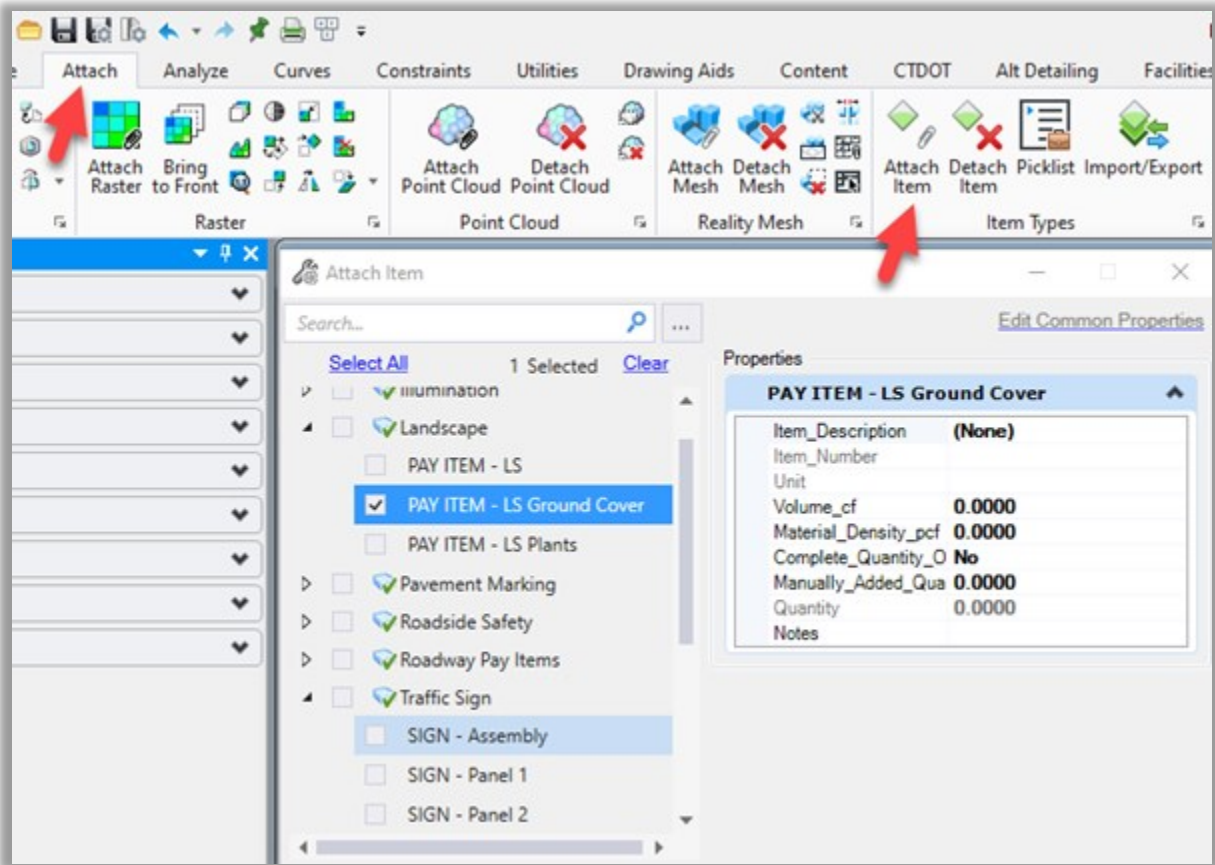 Attach Analyze Curves Constraints Utilities Drawing Aids Content CTDOT Alt Detailing Facilities
Attach Raster
Bring to Front
Attach Point Cloud
Detach Point Cloud
Attach Mesh
Detach Mesh
Attach Item
Detach Item
Picklist
Import/Export
Raster Point Cloud Reality Mesh Item Types
Attach Item
Search...
...
Edit Common Properties
Select All 1 Selected Clear
Illumination
Landscape
PAY ITEM - LS
PAY ITEM - LS Ground Cover
PAY ITEM - LS Plants
Pavement Marking
Roadside Safety
Roadway Pay Items
Traffic Sign
SIGN - Assembly
SIGN - Panel 1
SIGN - Panel 2
Properties
PAY ITEM - LS Ground Cover
Item_Description (None)
Item_Number
Unit
Volume_cf 0.0000
Material_Density_pcf 0.0000
Complete_Quantity_O No
Manually_Added_Qua 0.0000
Quantity 0.0000
Notes